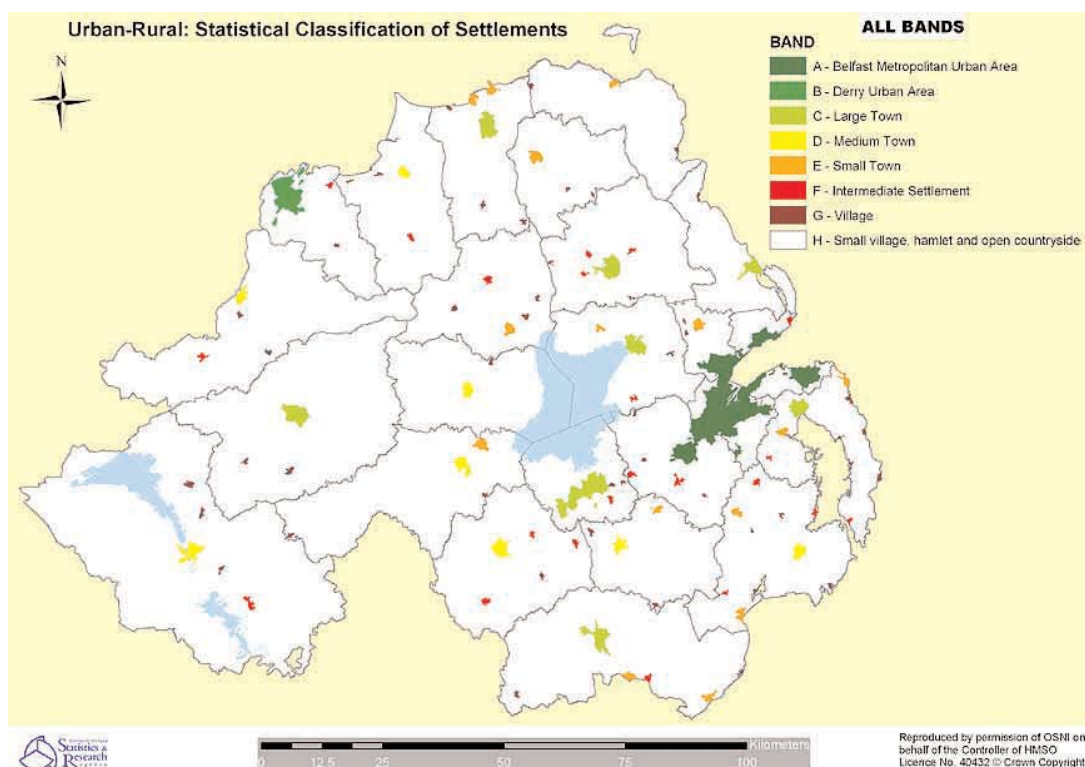 Urban-Rural: Statistical Classification of Settlements
N
ALL BANDS
BAND
A - Belfast Metropolitan Urban Area
B - Derry Urban Area
C - Large Town
D - Medium Town
E - Small Town
F - Intermediate Settlement
G - Village
H - Small village, hamlet and open countryside
Statistics &
Research
Kilometers
0 12.5 25 50 75 100
Reproduced by permission of OSNI on
behalf of the Controller of HMSO
Licence No. 40432 © Crown Copyright